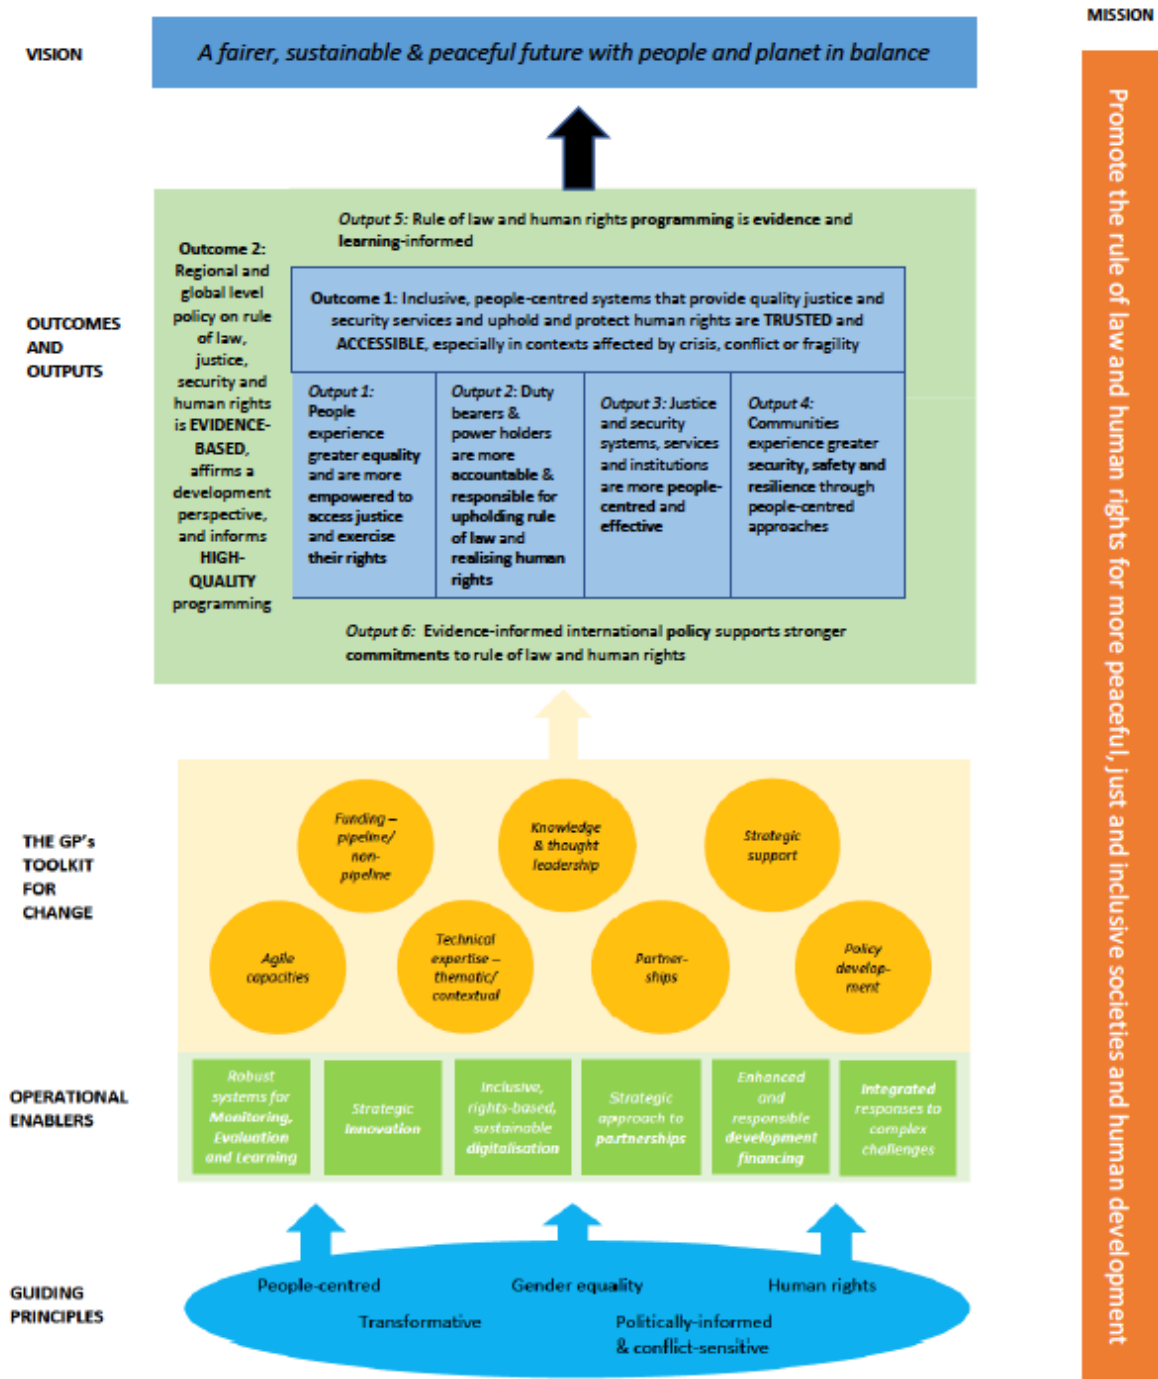 MISSION
VISION
A fairer, sustainable & peaceful future with people and planet in balance
Promote the rule of law and human rights for more peaceful, just and inclusive societies and human development
OUTCOMES
AND
OUTPUTS
Output 5: Rule of law and human rights programming is evidence and
learning-informed
Outcome 2:
Regional and
global level
policy on rule
of law,
justice,
security and
human rights
is EVIDENCE-
BASED,
affirms a
development
perspective,
and informs
HIGH-
QUALITY
programming
Outcome 1: Inclusive, people-centred systems that provide quality justice and
security services and uphold and protect human rights are TRUSTED and
ACCESSIBLE, especially in contexts affected by crisis, conflict or fragility
Output 1:
People
experience
greater equality
and are more
empowered to
access justice
and exercise
their rights
Output 2: Duty
bearers &
power holders
are more
accountable &
responsible for
upholding rule
of law and
realising human
rights
Output 3: Justice
and security
systems, services
and institutions
are more people-
centred and
effective
Output 4:
Communities
experience greater
security, safety and
resilience through
people-centred
approaches
Output 6: Evidence-informed international policy supports stronger
commitments to rule of law and human rights
THE GP's
TOOLKIT
FOR
CHANGE
Funding –
pipeline/
non-
pipeline
Knowledge
& thought
leadership
Strategic
support
Agile
capacities
Technical
expertise –
thematic/
contextual
Partner-
ships
Policy
develop-
ment
OPERATIONAL
ENABLERS
Robust
systems for
Monitoring,
Evaluation
and Learning
Strategic
Innovation
Inclusive,
rights-based,
sustainable
digitalisation
Strategic
approach to
partnerships
Enhanced
and
responsible
development
financing
Integrated
responses to
complex
challenges
GUIDING
PRINCIPLES
People-centred
Gender equality
Human rights
Transformative
Politically-informed
& conflict-sensitive